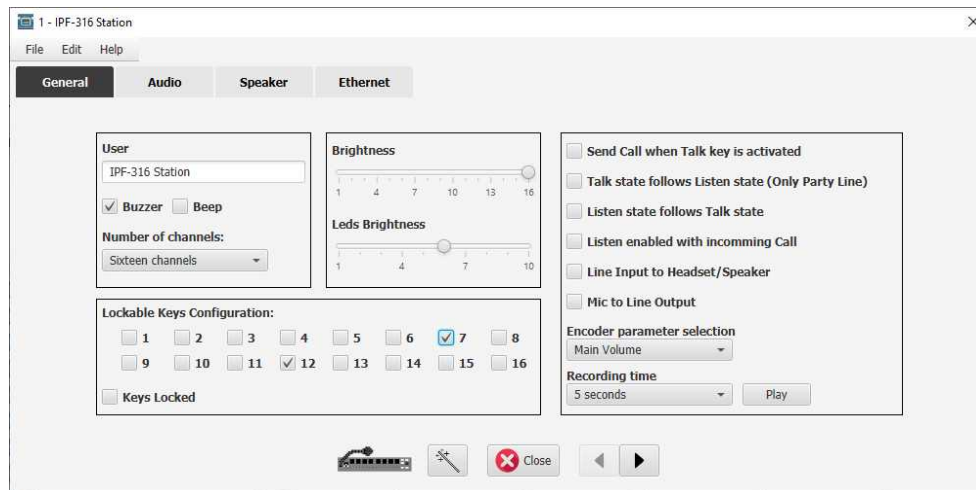 1 - IPF-316 Station
File Edit Help
General Audio Speaker Ethernet
User
IPF-316 Station
Buzzer Beep
Number of channels:
Sixteen channels
Brightness
1 4 7 10 13 16
Leds Brightness
1 4 7 10
Lockable Keys Configuration:
1 2 3 4 5 6 7 8
9 10 11 12 13 14 15 16
Keys Locked
Send Call when Talk key is activated
Talk state follows Listen state (Only Party Line)
Listen state follows Talk state
Listen enabled with incomming Call
Line Input to Headset/Speaker
Mic to Line Output
Encoder parameter selection
Main Volume
Recording time
5 seconds Play
Close